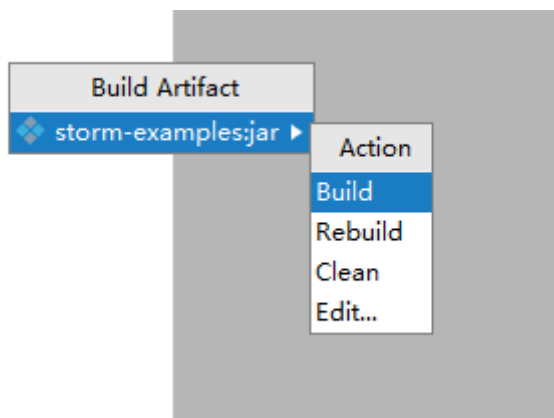 Build Artifact
storm-examples:jar
Action
Build
Rebuild
Clean
Edit...